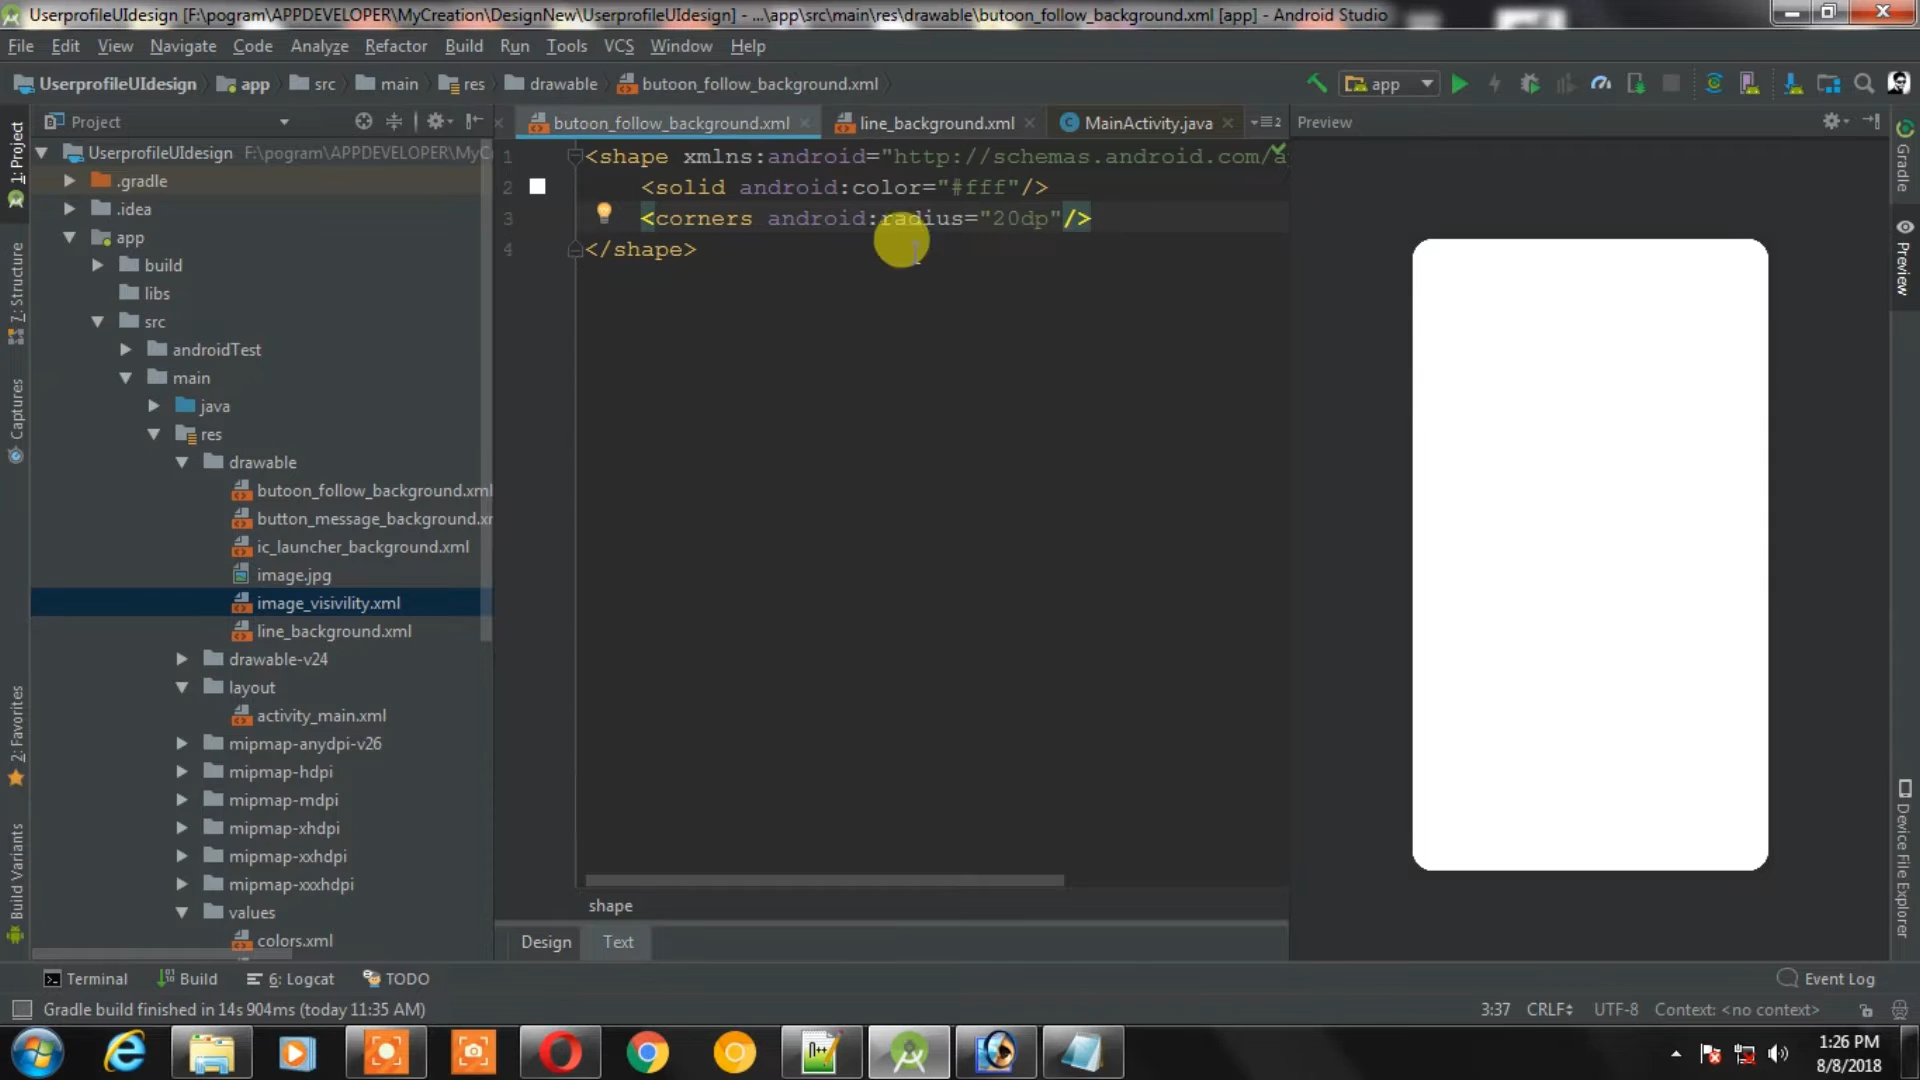 UserprofileUIdesign [F:\pogram\APPDEVELOPER\MyCreation\DesignNew\UserprofileUIdesign] - ...\app\src\main\res\drawable\butoon_follow_background.xml [app] - Android Studio
File Edit View Navigate Code Analyze Refactor Build Run Tools VCS Window Help
UserprofileUIdesign app src main res drawable butoon_follow_background.xml app
Project butoon_follow_background.xml line_background.xml MainActivity.java 2 Preview
UserprofileUIdesign F:\pogram\APPDEVELOPER\MyC
.gradle
.idea
app
build
libs
src
androidTest
main
java
res
drawable
butoon_follow_background.xml
button_message_background.xm
ic_launcher_background.xml
image.jpg
image_visivility.xml
line_background.xml
drawable-v24
layout
activity_main.xml
mipmap-anydpi-v26
mipmap-hdpi
mipmap-mdpi
mipmap-xhdpi
mipmap-xxhdpi
mipmap-xxxhdpi
values
colors.xml
1 <shape xmlns:android="http://schemas.android.com/a
2 <solid android:color="#fff"/>
3 <corners android:radius="20dp"/>
4 </shape>
shape
Design Text
1: Project
7: Structure
Captures
2: Favorites
Build Variants
Gradle
Preview
Device File Explorer
Terminal Build 6: Logcat TODO Event Log
Gradle build finished in 14s 904ms (today 11:35 AM) 3:37 CRLF UTF-8 Context: <no context>
N++
1:26 PM
8/8/2018